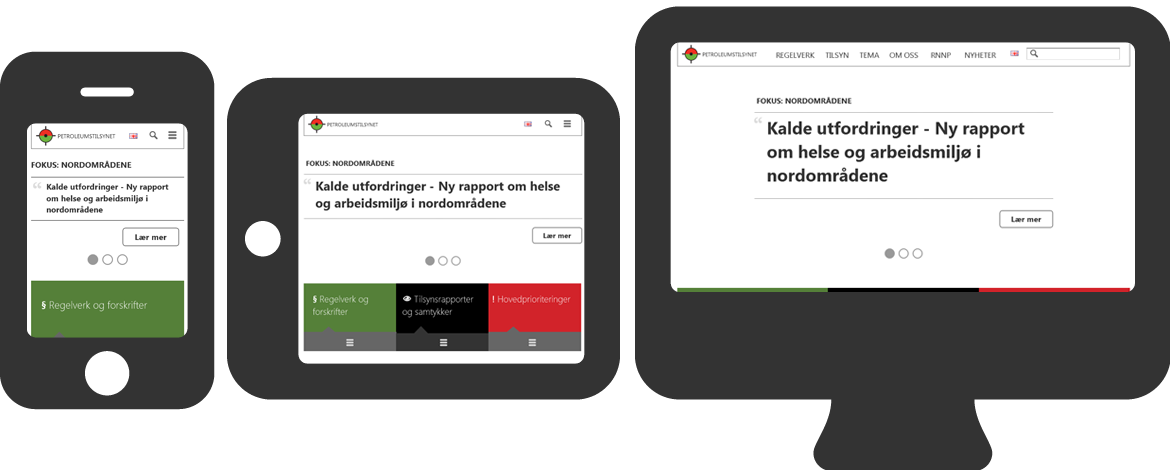 PETROLEUMSTILSYNET
FOKUS: NORDOMRÅDENE
“ Kalde utfordringer - Ny rapport
om helse og arbeidsmiljø i
nordområdene
Lær mer
§ Regelverk og forskrifter
PETROLEUMSTILSYNET
FOKUS: NORDOMRÅDENE
“ Kalde utfordringer - Ny rapport om helse
og arbeidsmiljø i nordområdene
Lær mer
§ Regelverk og
forskrifter
Tilsynsrapporter
og samtykker
! Hovedprioriteringer
PETROLEUMSTILSYNET REGELVERK TILSYN TEMA OM OSS RNNP NYHETER
FOKUS: NORDOMRÅDENE
“ Kalde utfordringer - Ny rapport
om helse og arbeidsmiljø i
nordområdene
Lær mer